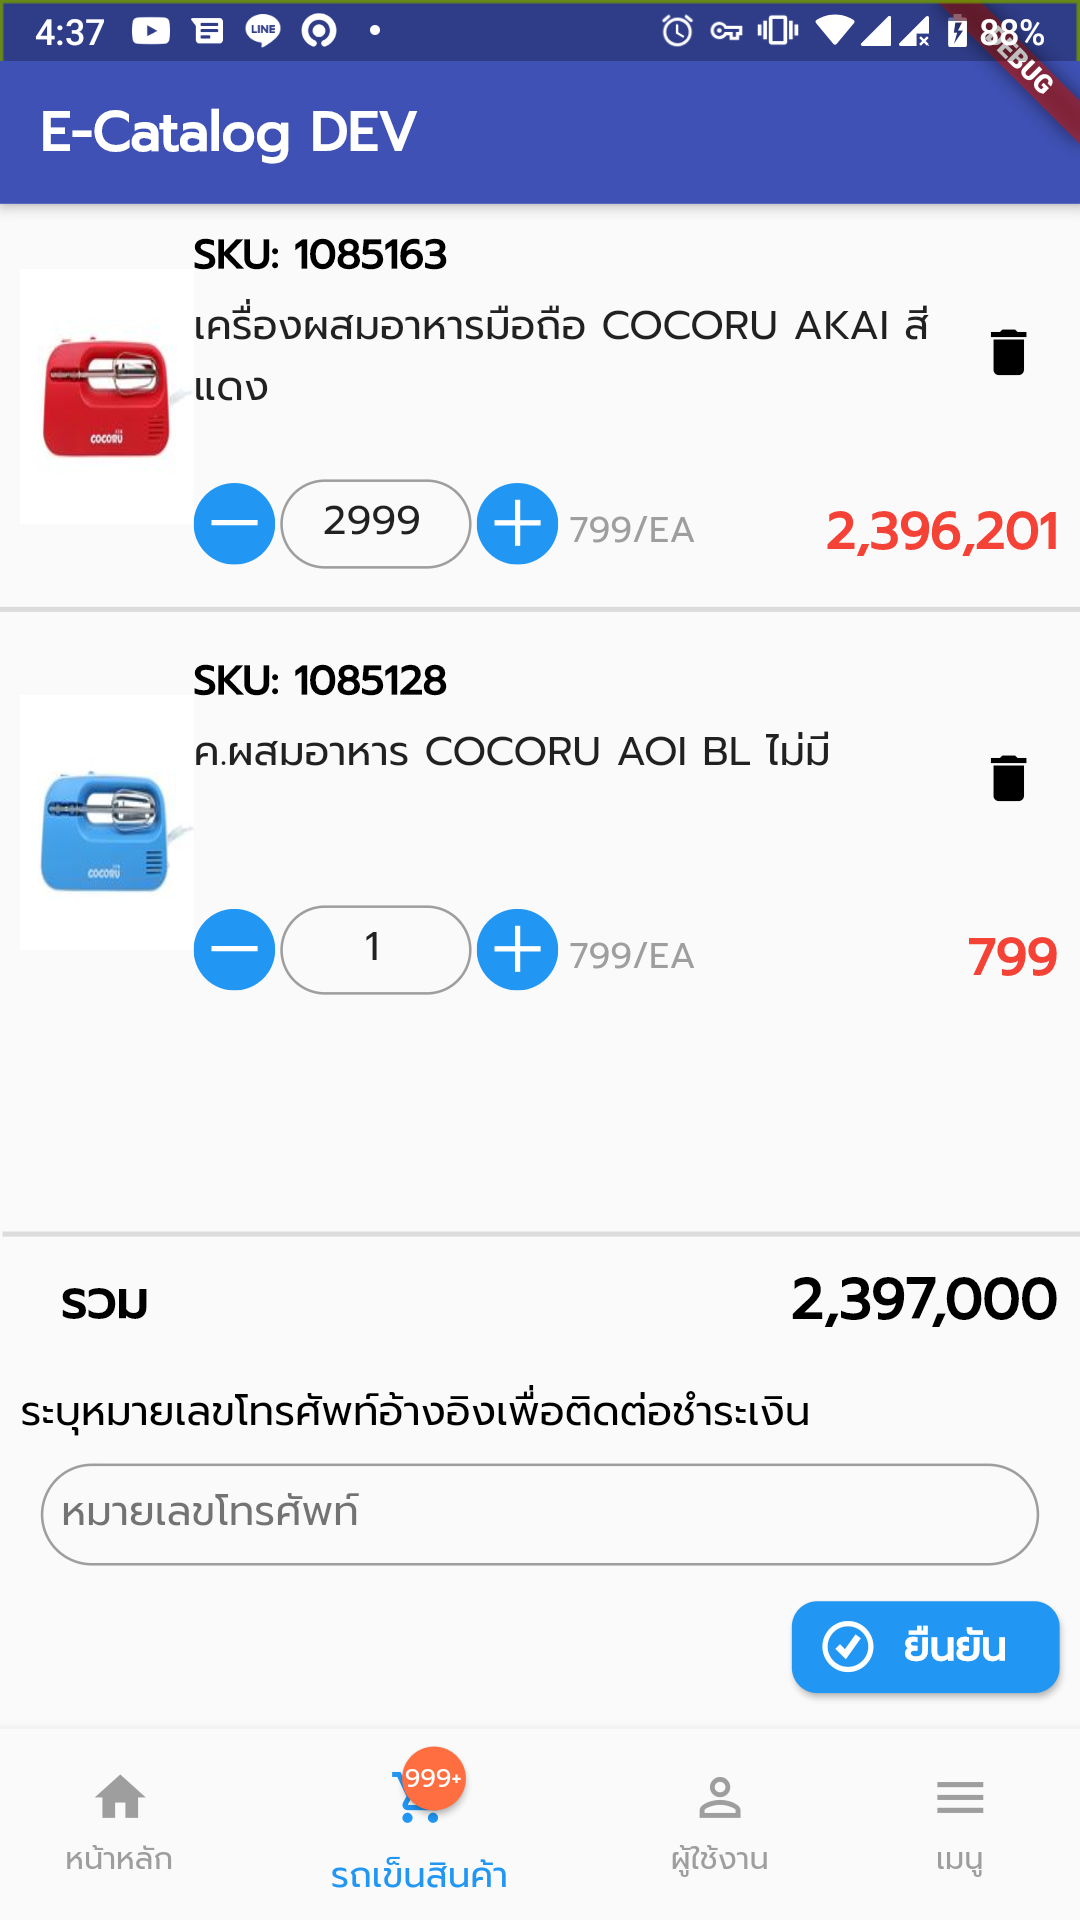 4:37
LINE
88%
DEBUG
E-Catalog DEV
SKU: 1085163
เครื่องผสมอาหารมือถือ COCORU AKAI สี
แดง
COCORU
2999
799/EA
2,396,201
SKU: 1085128
ค.ผสมอาหาร COCORU AOI BL ไม่มี
COCORU
1
799/EA
799
รวม
2,397,000
ระบุหมายเลขโทรศัพท์อ้างอิงเพื่อติดต่อชำระเงิน
หมายเลขโทรศัพท์
ยืนยัน
999+
หน้าหลัก
รถเข็นสินค้า
ผู้ใช้งาน
เมนู